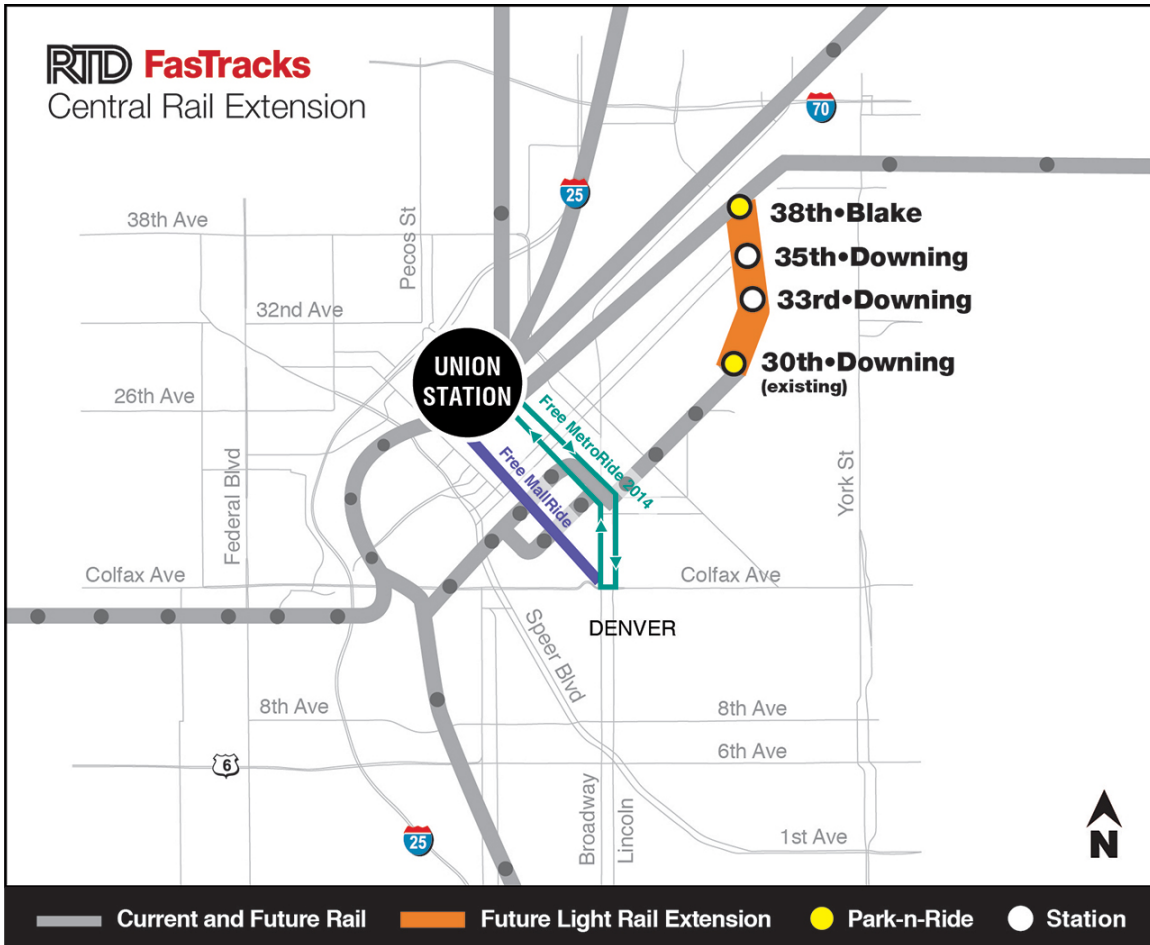 RTD FasTracks
Central Rail Extension
70
25
38th Ave
Pecos St
38th•Blake
35th•Downing
33rd•Downing
32nd Ave
UNION
STATION
30th•Downing
(existing)
26th Ave
Free MetroRide 2014
Free MallRide
Federal Blvd
York St
Colfax Ave
Colfax Ave
DENVER
Speer Blvd
8th Ave
8th Ave
6th Ave
6
Broadway
Lincoln
25
1st Ave
N
Current and Future Rail
Future Light Rail Extension
Park-n-Ride
Station